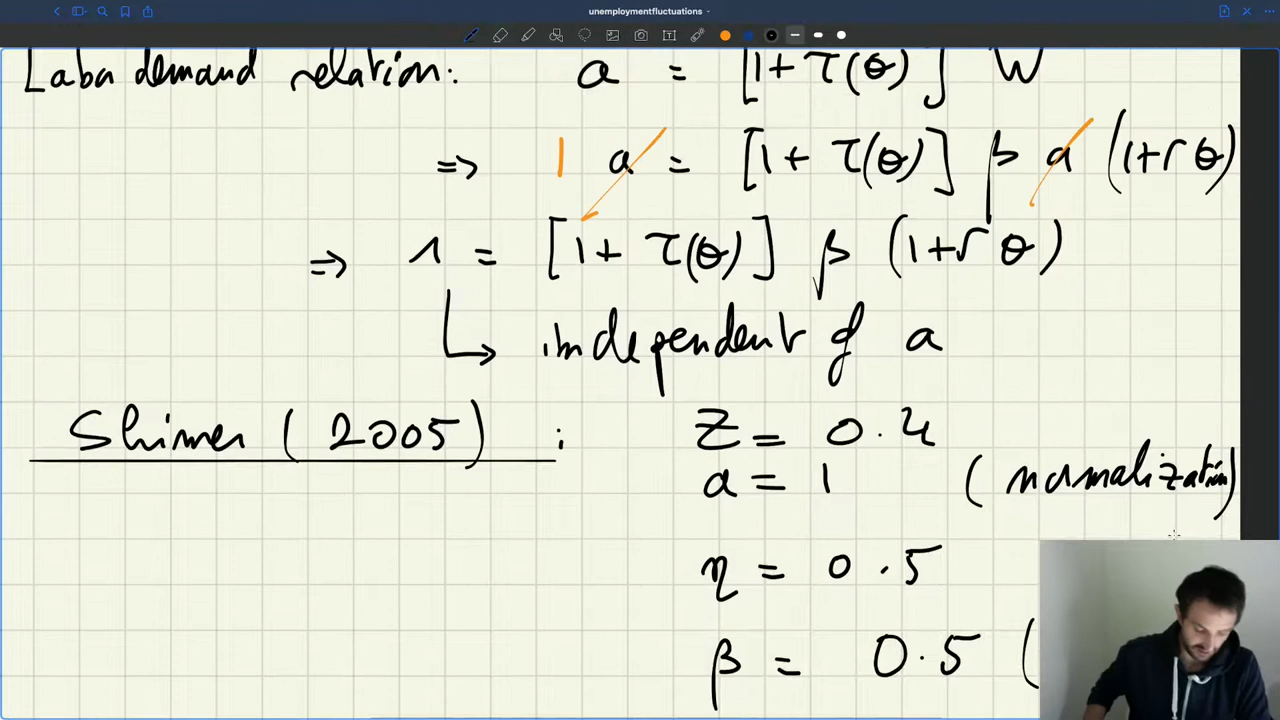 unemploymentfluctuations
Labor demand relation: a = [1+ τ(θ)] W
⇒ 1 a = [1+ τ(θ)] β a (1+r θ)
⇒ 1 = [1+ τ(θ)] β (1+r θ)
↳ independent of a
Shimer (2005) : z = 0.4
a = 1 (normalization)
η = 0.5
β = 0.5 (